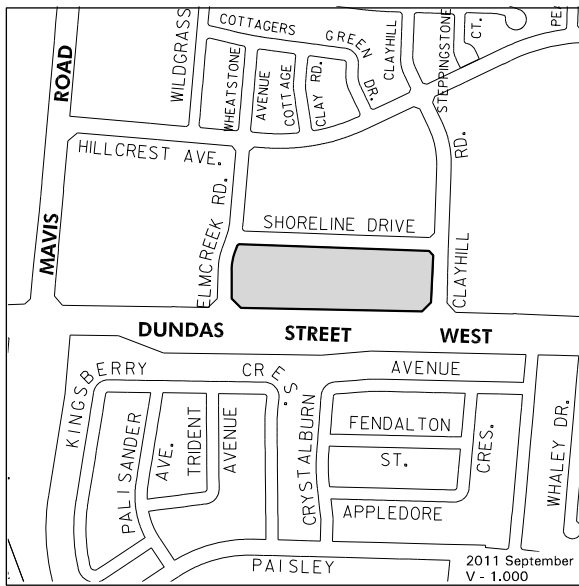 COTTAGERS GREEN DR.
WILDGRASS
WHEATSTONE
AVENUE
COTTAGE
CLAY RD.
CLAYHILL
STEPPINGSTONE
CT.
PE
MAVIS ROAD
HILLCREST AVE.
ELMCREEK RD.
SHORELINE DRIVE
CLAYHILL RD.
DUNDAS STREET WEST
KINGSBERRY CRES.
AVENUE
PALISANDER AVE.
TRIDENT AVENUE
CRYSTALBURN
FENDALTON ST.
APPLEDORE CRES.
WHALEY DR.
PAISLEY
2011 September
V - 1.000